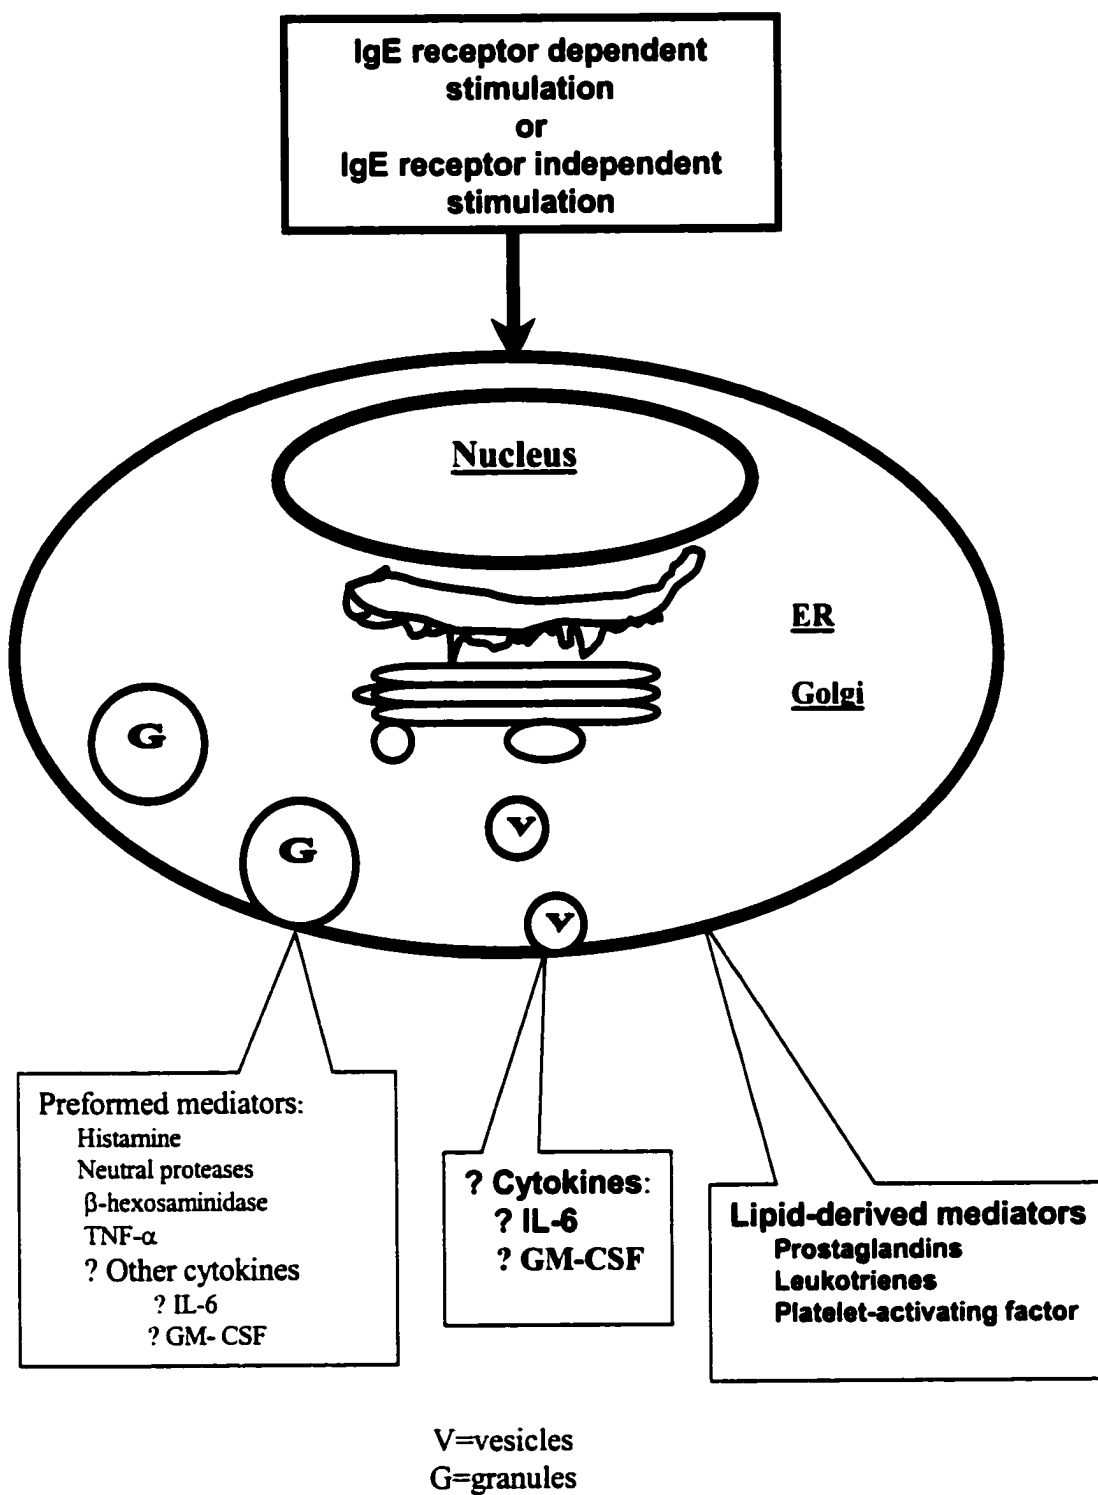 IgE receptor dependent
stimulation
or
IgE receptor independent
stimulation
Nucleus
ER
Golgi
G
G
V
V
Preformed mediators:
Histamine
Neutral proteases
β-hexosaminidase
TNF-α
? Other cytokines
? IL-6
? GM- CSF
? Cytokines:
? IL-6
? GM-CSF
Lipid-derived mediators
Prostaglandins
Leukotrienes
Platelet-activating factor
V=vesicles
G=granules